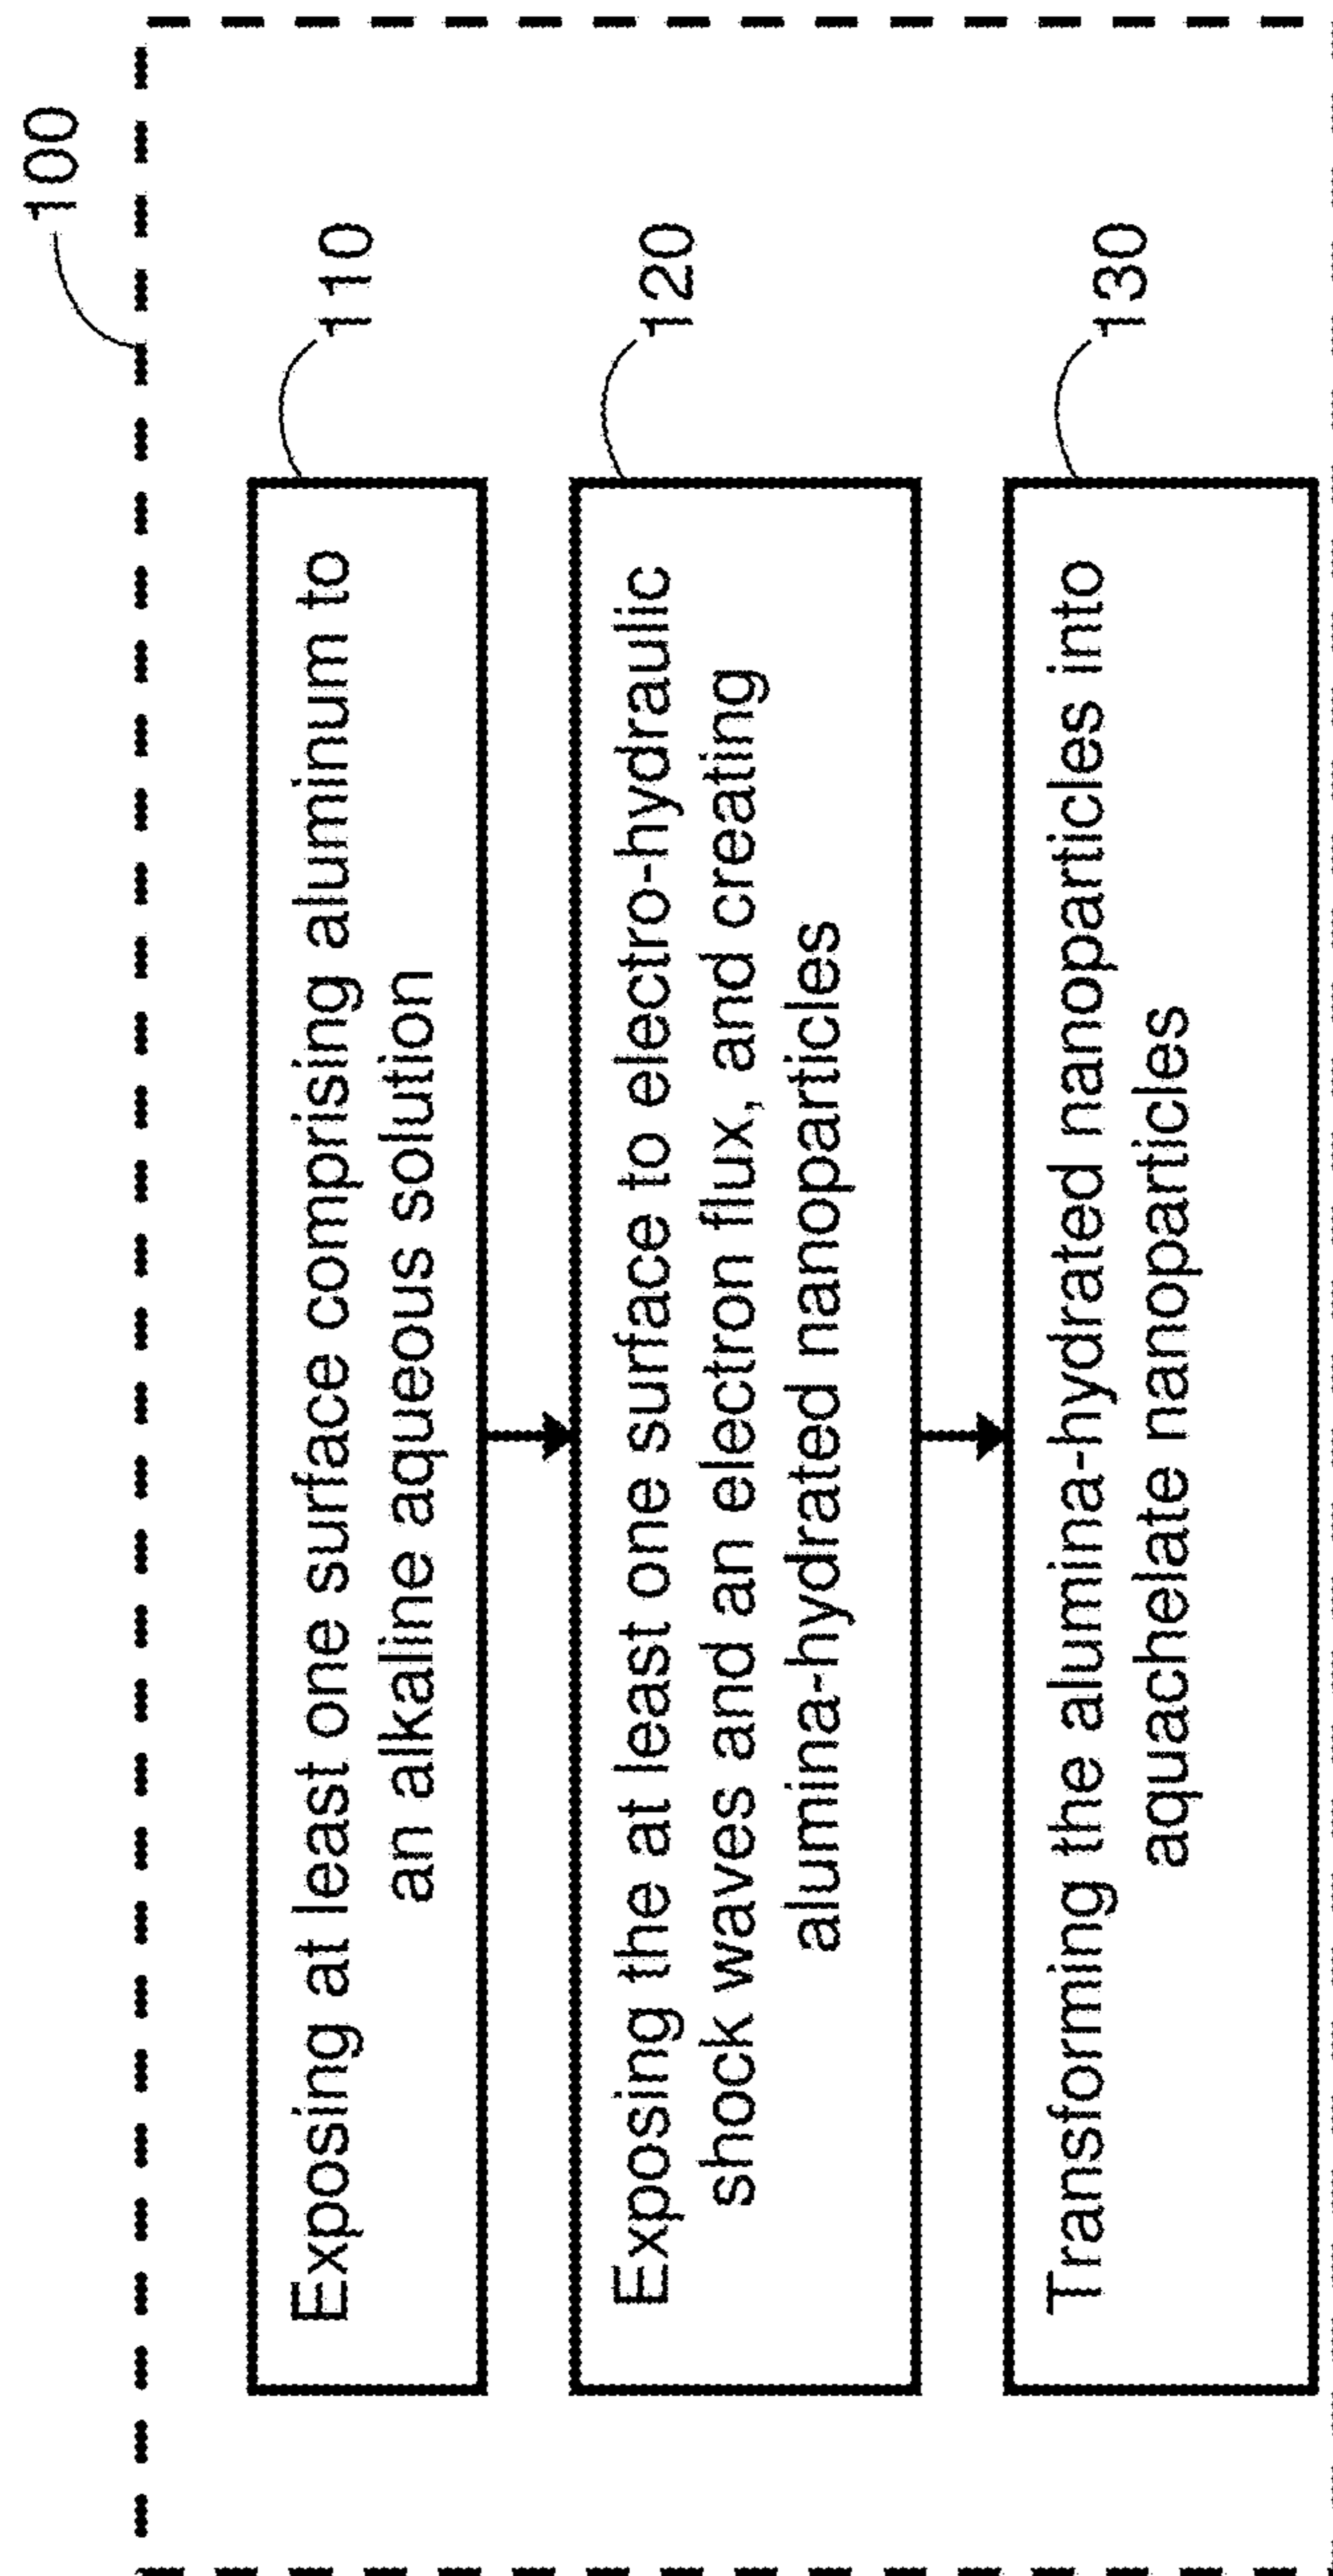 100
110
Exposing at least one surface comprising aluminum to
an alkaline aqueous solution
120
Exposing the at least one surface to electro-hydraulic
shock waves and an electron flux, and creating
alumina-hydrated nanoparticles
130
Transforming the alumina-hydrated nanoparticles into
aquachelate nanoparticles